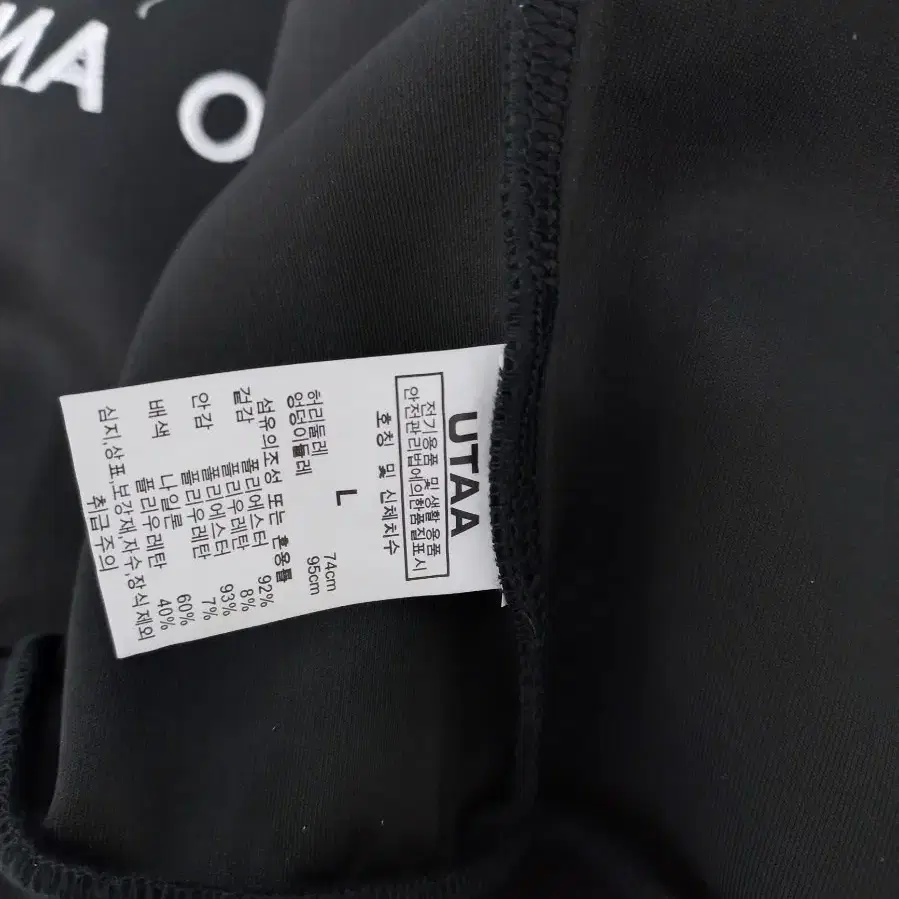 MA
O
UTAA
전기용품 및 생활 용품
안전관리법에의한품질표시
호칭 및 신체치수
L
허리둘레 74cm
엉덩이둘레 95cm
섬유의조성 또는 혼용률
겉감 폴리에스터 92%
폴리우레탄 8%
안감 폴리에스터 93%
폴리우레탄 7%
배색 나일론 60%
폴리우레탄 40%
심지,상표,보강재,자수,장식제외
취급 주의